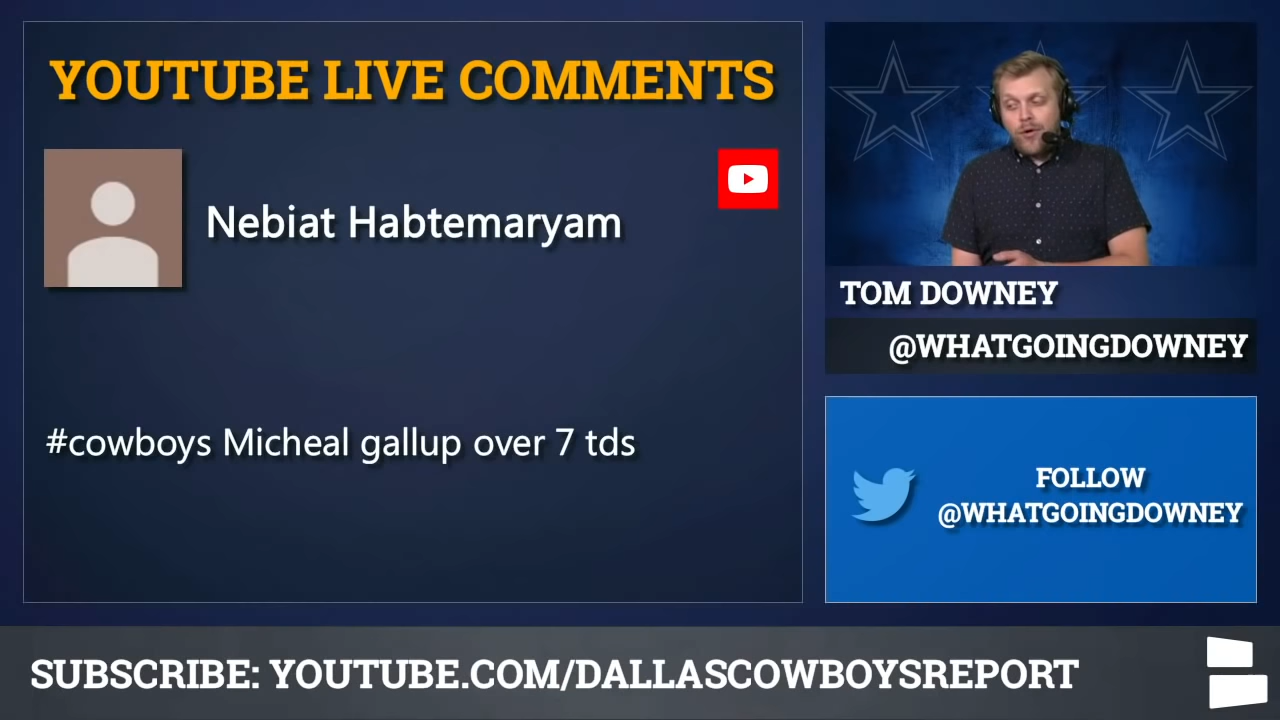 YOUTUBE LIVE COMMENTS
Nebiat Habtemaryam
#cowboys Micheal gallup over 7 tds
TOM DOWNEY
@WHATGOINGDOWNEY
FOLLOW
@WHATGOINGDOWNEY
SUBSCRIBE: YOUTUBE.COM/DALLASCOWBOYSREPORT